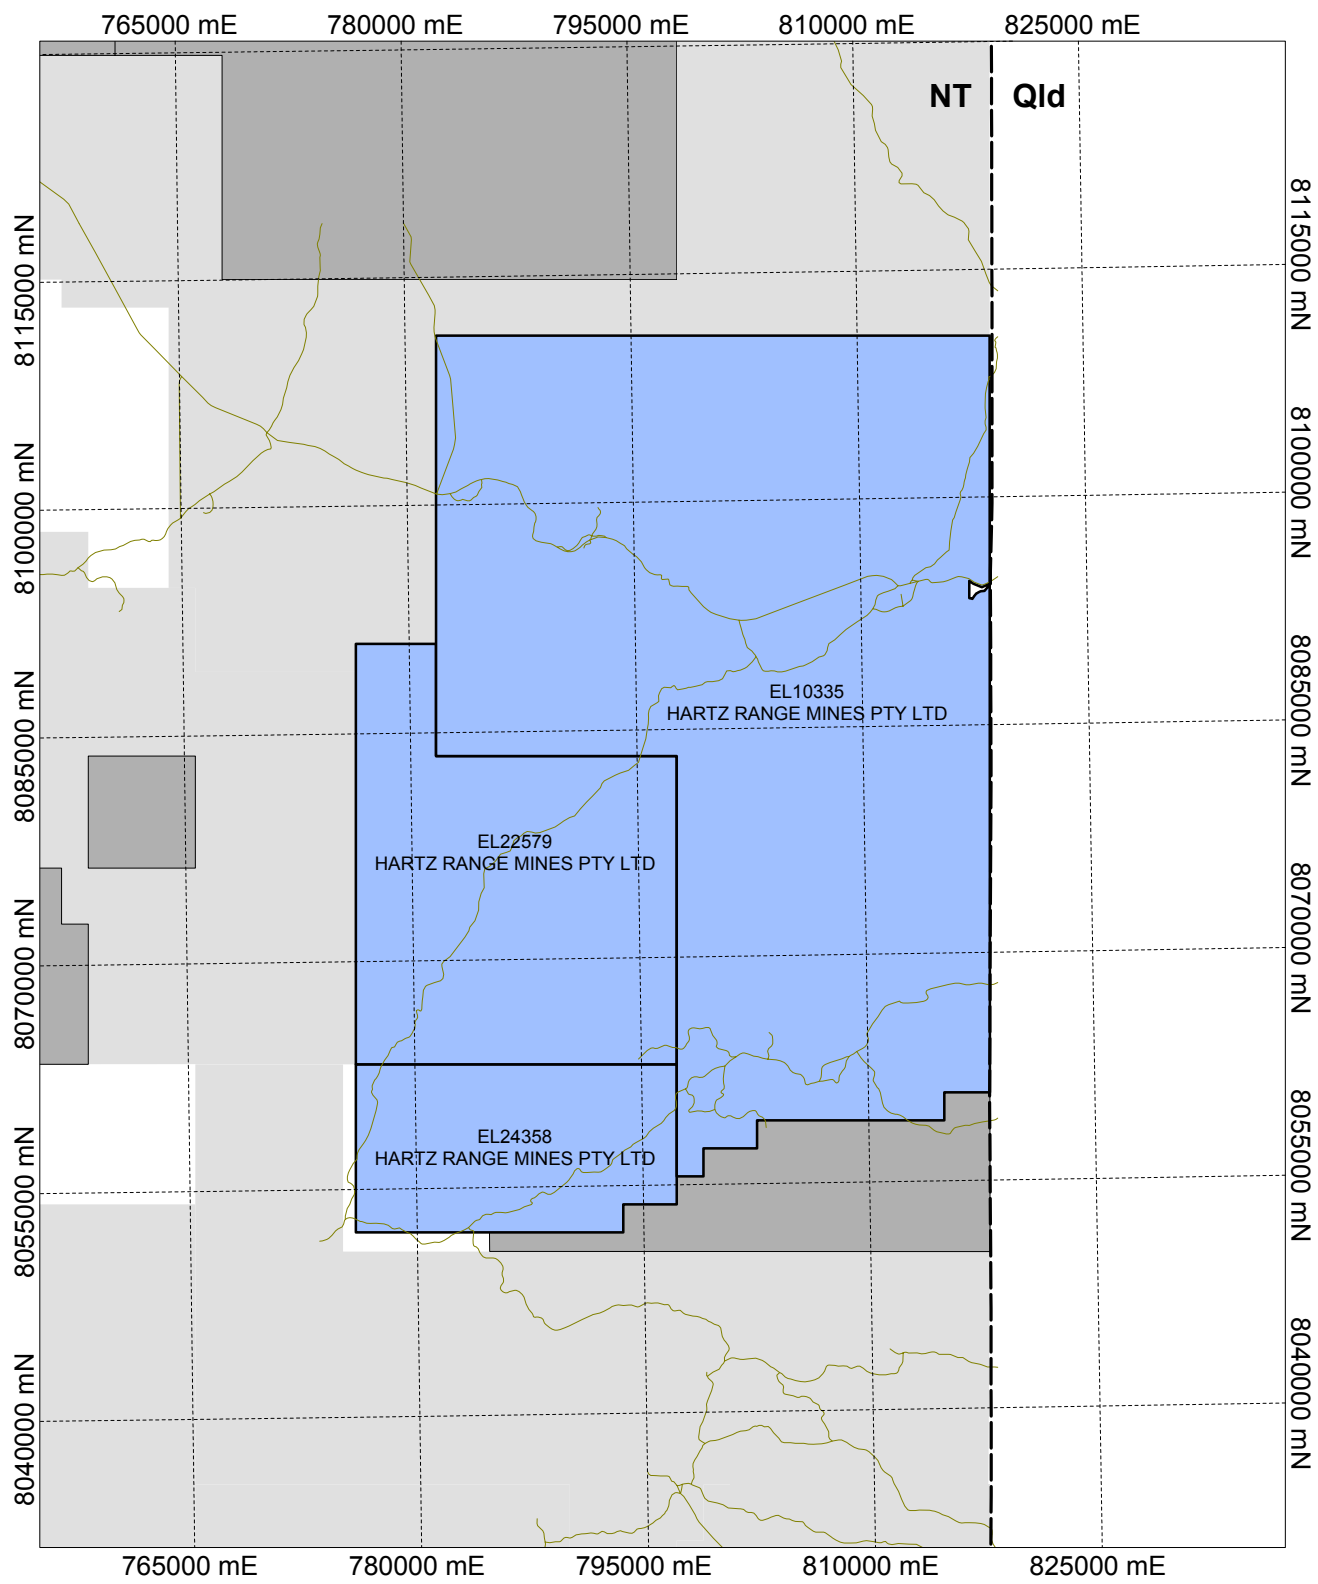 765000 mE
780000 mE
795000 mE
810000 mE
825000 mE
NT
Qld
8115000 mN
8115000 mN
8100000 mN
8100000 mN
8085000 mN
8085000 mN
8070000 mN
8070000 mN
8055000 mN
8055000 mN
8040000 mN
8040000 mN
EL10335
HARTZ RANGE MINES PTY LTD
EL22579
HARTZ RANGE MINES PTY LTD
EL24358
HARTZ RANGE MINES PTY LTD
765000 mE
780000 mE
795000 mE
810000 mE
825000 mE